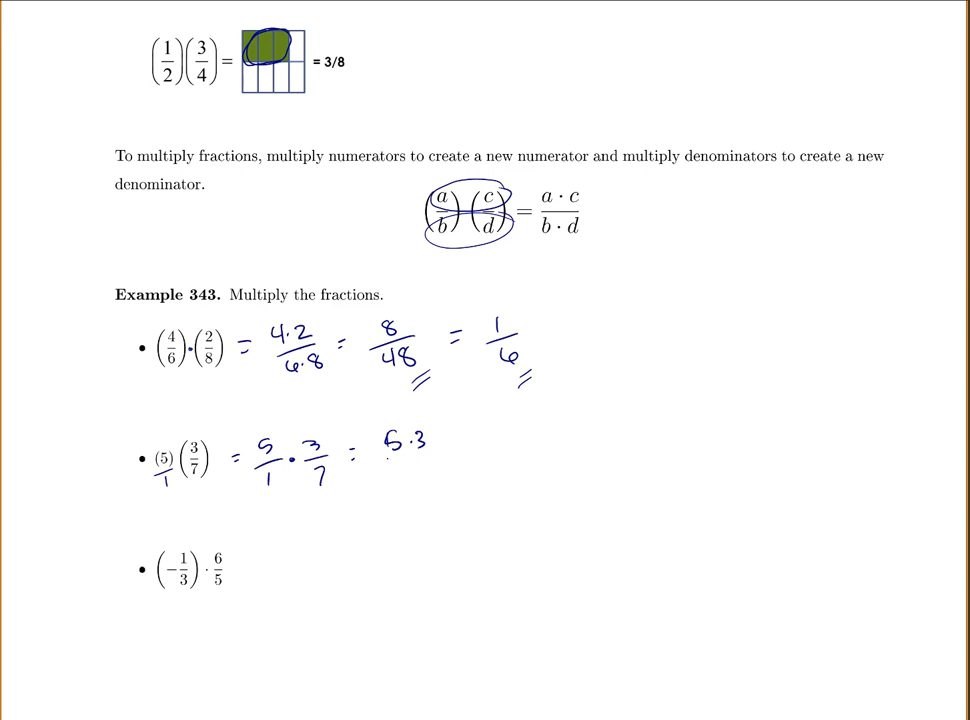 (1/2)(3/4) = = 3/8
To multiply fractions, multiply numerators to create a new numerator and multiply denominators to create a new
denominator.
(a/b)(c/d) = a · c / b · d
Example 343. Multiply the fractions.
• (4/6)·(2/8) = 4·2/6·8 = 8/48 = 1/6
• (5)/1 (3/7) = 5/1 · 3/7 = 5·3
• (−1/3) · 6/5